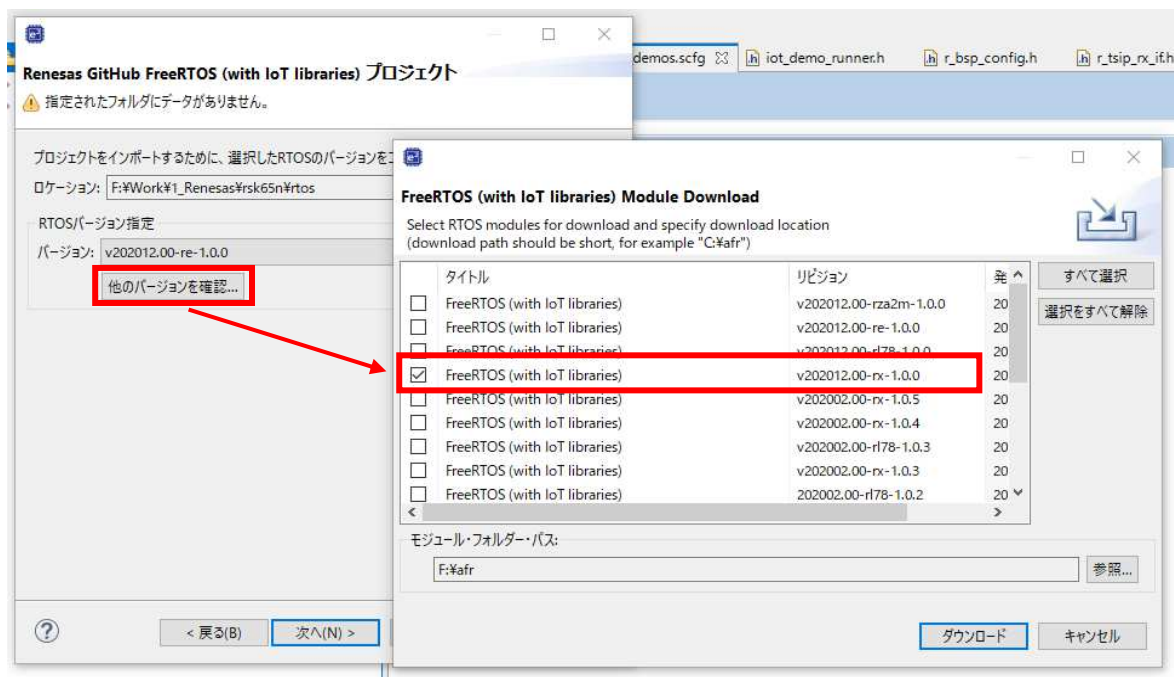 demos.scfg
iot_demo_runner.h
r_bsp_config.h
r_tsip_rx_if.h
Renesas GitHub FreeRTOS (with IoT libraries) プロジェクト
指定されたフォルダにデータがありません。
プロジェクトをインポートするために、選択したRTOSのバージョンを
ロケーション: F:¥Work¥1_Renesas¥rsk65n¥rtos
RTOSバージョン指定
バージョン: v202012.00-re-1.0.0
他のバージョンを確認...
< 戻る(B)
次へ(N) >
FreeRTOS (with IoT libraries) Module Download
Select RTOS modules for download and specify download location
(download path should be short, for example "C:¥afr")
タイトル リビジョン 発
FreeRTOS (with IoT libraries) v202012.00-rza2m-1.0.0 20
FreeRTOS (with IoT libraries) v202012.00-re-1.0.0 20
FreeRTOS (with IoT libraries) v202012.00-rl78-1.0.0 20
FreeRTOS (with IoT libraries) v202012.00-rx-1.0.0 20
FreeRTOS (with IoT libraries) v202002.00-rx-1.0.5 20
FreeRTOS (with IoT libraries) v202002.00-rx-1.0.4 20
FreeRTOS (with IoT libraries) v202002.00-rl78-1.0.3 20
FreeRTOS (with IoT libraries) v202002.00-rx-1.0.3 20
FreeRTOS (with IoT libraries) 202002.00-rl78-1.0.2 20
すべて選択
選択をすべて解除
モジュール・フォルダー・パス:
F:¥afr
参照...
ダウンロード
キャンセル